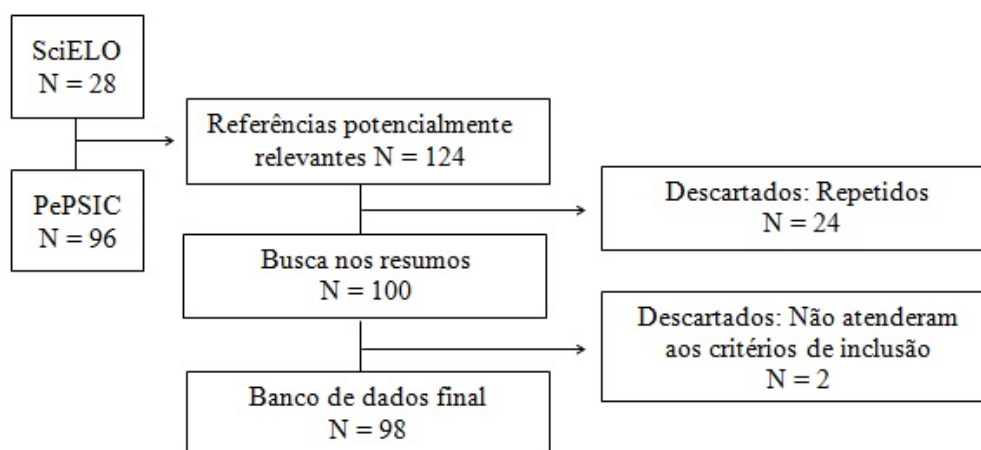 SciELO
N = 28
PePSIC
N = 96
Referências potencialmente
relevantes N = 124
Descartados: Repetidos
N = 24
Busca nos resumos
N = 100
Descartados: Não atenderam
aos critérios de inclusão
N = 2
Banco de dados final
N = 98